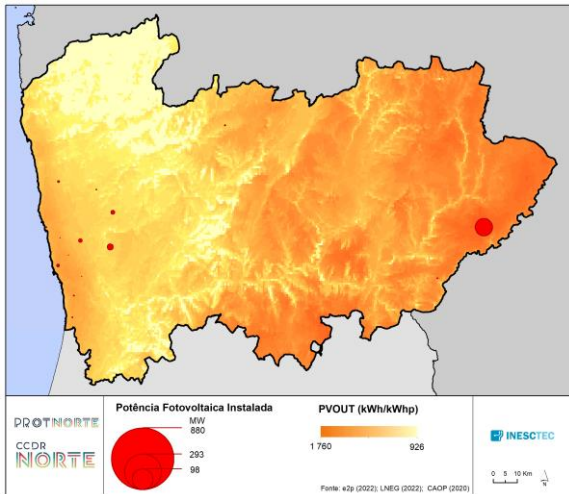 PROTNORTE
CCDR
NORTE
Potência Fotovoltaica Instalada
MW
880
293
98
PVOUT (kWh/kWhp)
1 760
926
Fonte: e2p (2022); LNEG (2022); CAOP (2020)
INESCTEC
0 5 10 Km
N